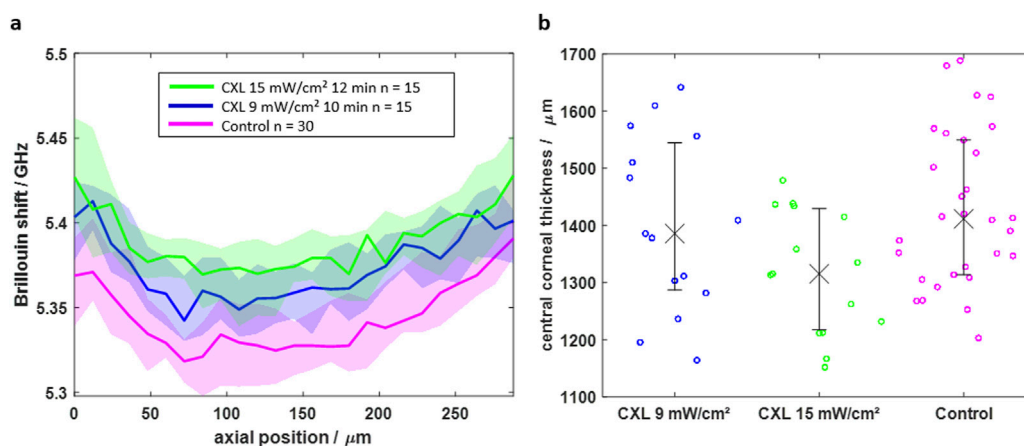 a
5.5
5.45
5.4
5.35
5.3
Brillouin shift / GHz
CXL 15 mW/cm² 12 min n = 15
CXL 9 mW/cm² 10 min n = 15
Control n = 30
0
50
100
150
200
250
axial position / μm
b
1700
1600
1500
1400
1300
1200
1100
central corneal thickness / μm
CXL 9 mW/cm²
CXL 15 mW/cm²
Control